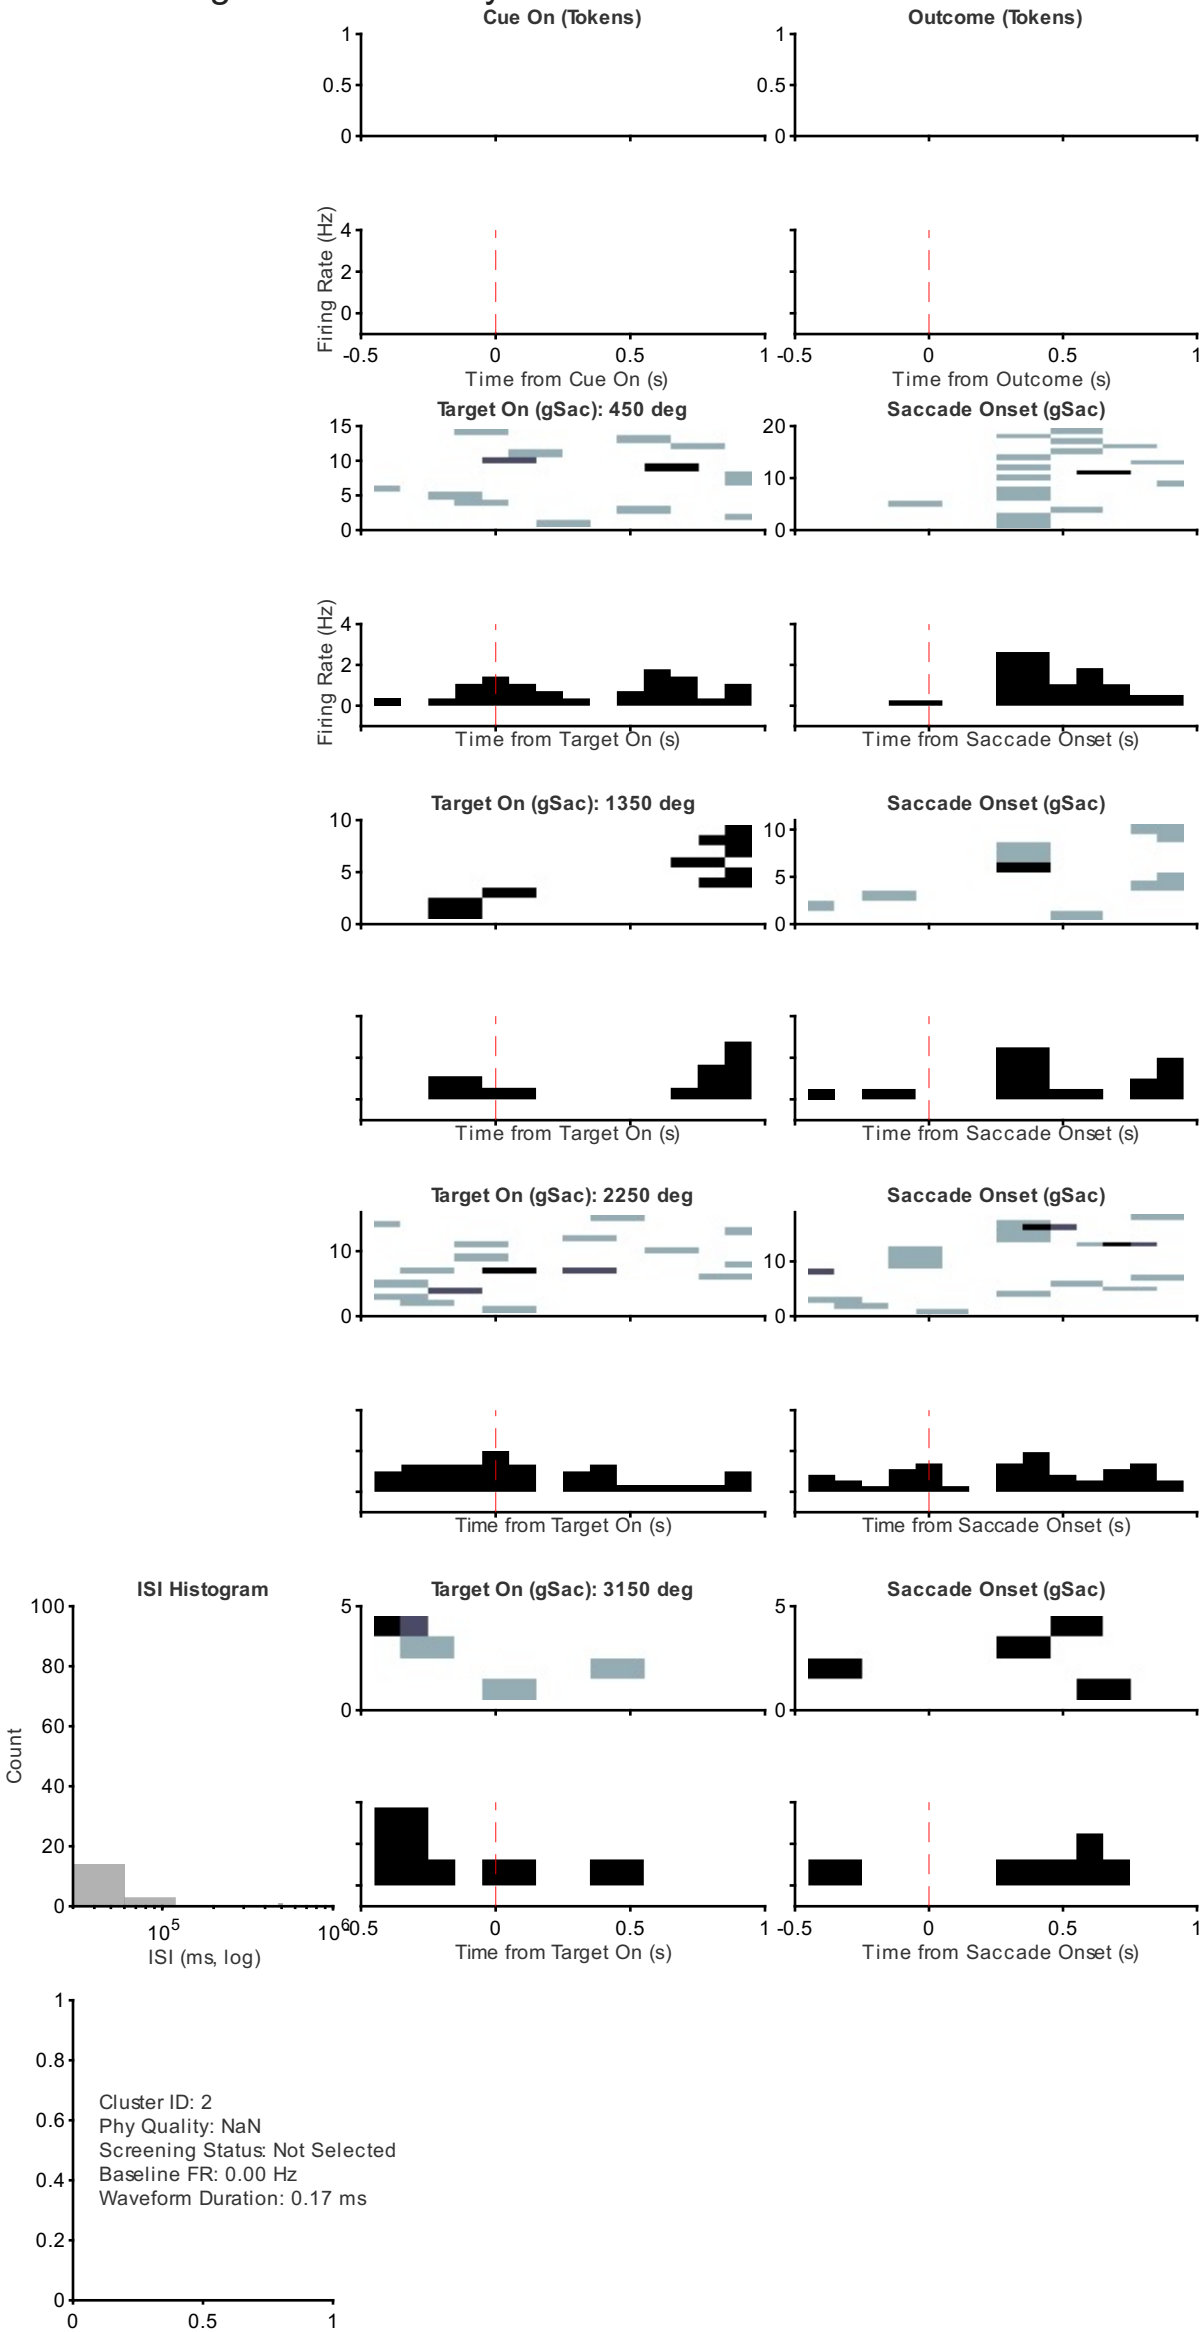 Cue On (Tokens)
Outcome (Tokens)
1
0.5
0
1
0.5
0
Firing Rate (Hz)
4
2
0
-0.5
0
0.5
1
Time from Cue On (s)
-0.5
0
0.5
1
Time from Outcome (s)
Target On (gSac): 450 deg
Saccade Onset (gSac)
15
10
5
0
20
10
0
Firing Rate (Hz)
4
2
0
Time from Target On (s)
Time from Saccade Onset (s)
Target On (gSac): 1350 deg
Saccade Onset (gSac)
10
5
0
10
5
0
Time from Target On (s)
Time from Saccade Onset (s)
Target On (gSac): 2250 deg
Saccade Onset (gSac)
10
0
10
0
Time from Target On (s)
Time from Saccade Onset (s)
ISI Histogram
Target On (gSac): 3150 deg
Saccade Onset (gSac)
Count
100
80
60
40
20
0
10^5
10^6
ISI (ms, log)
5
0
5
0
-0.5
0
0.5
1
Time from Target On (s)
-0.5
0
0.5
1
Time from Saccade Onset (s)
1
0.8
0.6
0.4
0.2
0
0
0.5
1
Cluster ID: 2
Phy Quality: NaN
Screening Status: Not Selected
Baseline FR: 0.00 Hz
Waveform Duration: 0.17 ms